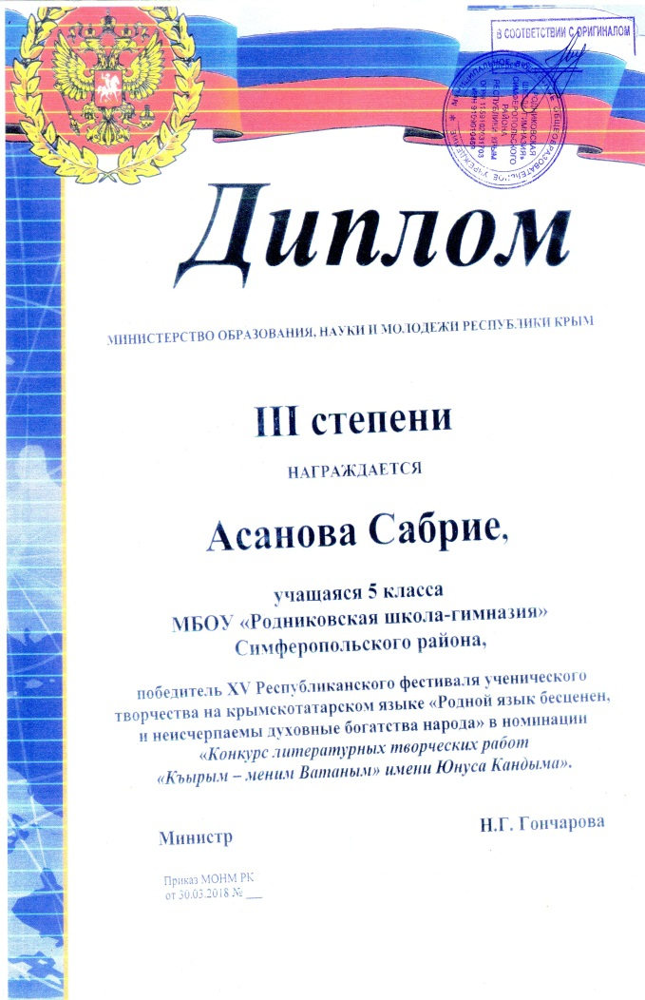 В СООТВЕТСТВИИ С ОРИГИНАЛОМ
Диплом
МИНИСТЕРСТВО ОБРАЗОВАНИЯ, НАУКИ И МОЛОДЕЖИ РЕСПУБЛИКИ КРЫМ
III степени
НАГРАЖДАЕТСЯ
Асанова Сабрие,
учащаяся 5 класса
МБОУ «Родниковская школа-гимназия»
Симферопольского района,
победитель XV Республиканского фестиваля ученического
творчества на крымскотатарском языке «Родной язык бесценен,
и неисчерпаемы духовные богатства народа» в номинации
«Конкурс литературных творческих работ
«Къырым – меним Ватаным» имени Юнуса Кандыма».
Министр
Н.Г. Гончарова
Приказ МОНМ РК
от 30.03.2018 № ___